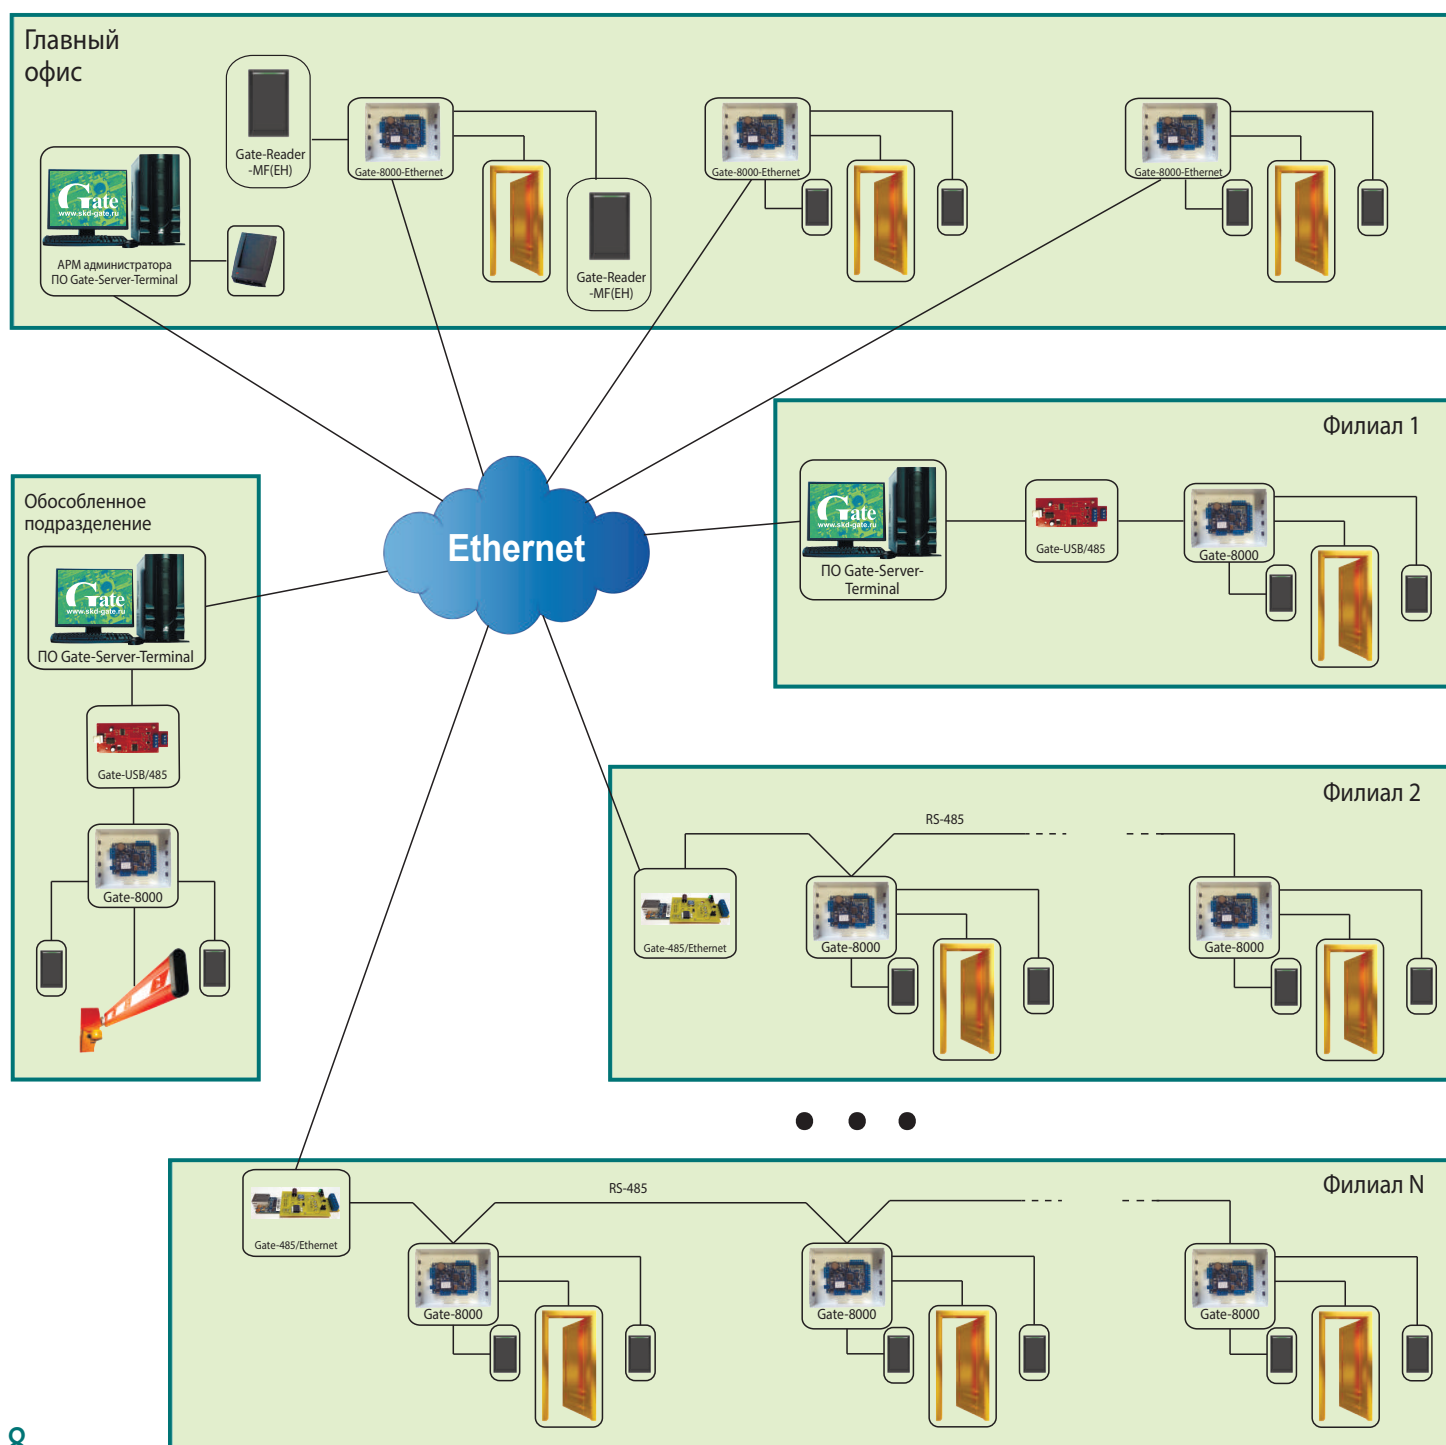 Главный
офис
Gate-Reader
-MF(EH)
Gate-8000-Ethernet
Gate-Reader
-MF(EH)
Gate-8000-Ethernet
Gate-8000-Ethernet
Gate
www.skd-gate.ru
АРМ администратора
ПО Gate-Server-Terminal
Филиал 1
Gate
www.skd-gate.ru
ПО Gate-Server-
Terminal
Gate-USB/485
Gate-8000
Ethernet
Обособленное
подразделение
Gate
www.skd-gate.ru
ПО Gate-Server-Terminal
Gate-USB/485
Gate-8000
Филиал 2
RS-485
Gate-485/Ethernet
Gate-8000
Gate-8000
Филиал N
RS-485
Gate-485/Ethernet
Gate-8000
Gate-8000
Gate-8000
8